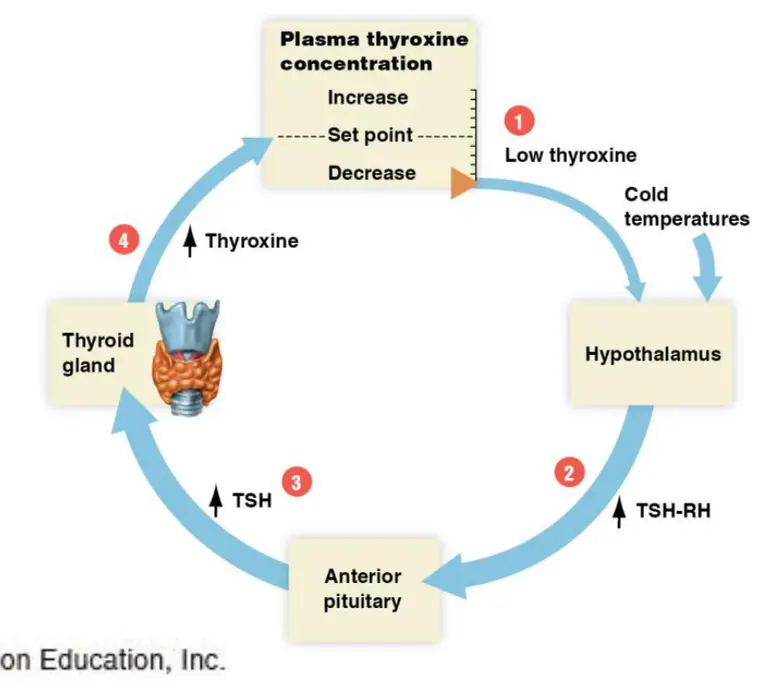 Plasma thyroxine
concentration
Increase
Set point
Decrease
1
Low thyroxine
Cold
temperatures
Hypothalamus
2
TSH-RH
Anterior
pituitary
3
TSH
Thyroid
gland
4
Thyroxine
on Education, Inc.